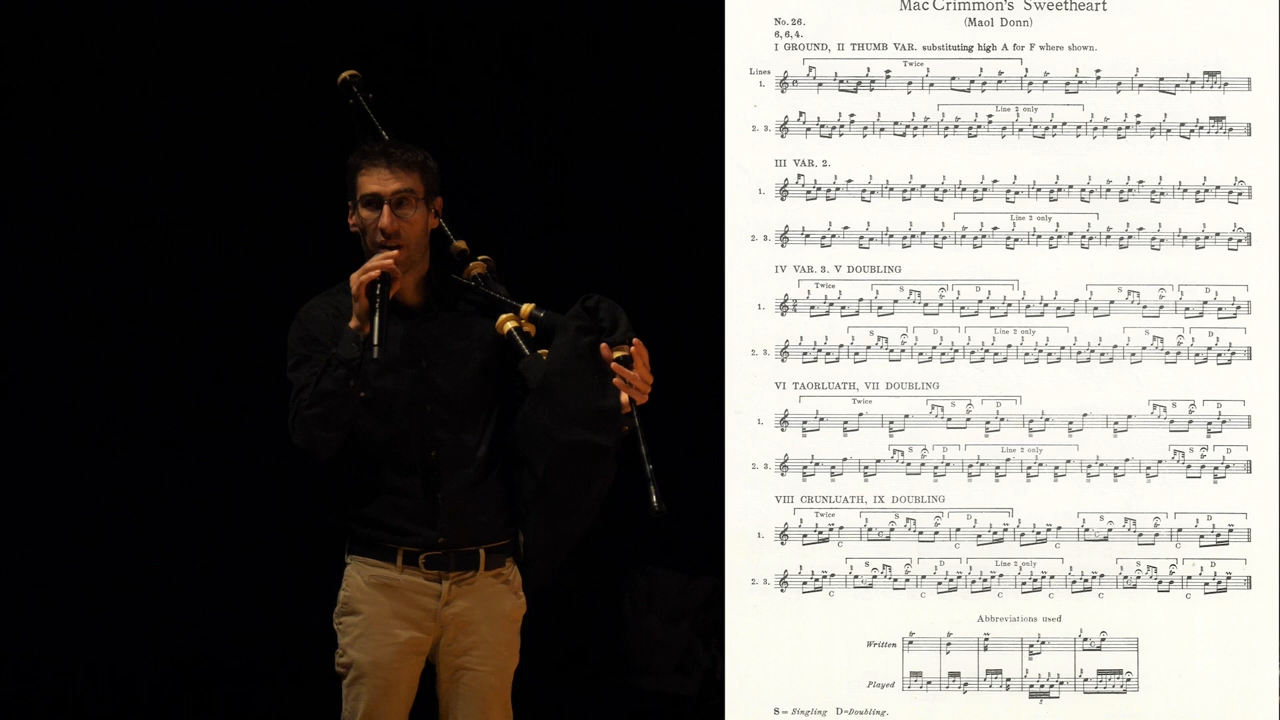 Mac Crimmon's Sweetheart
(Maol Donn)
No. 26.
6, 6, 4.
I GROUND, II THUMB VAR. substituting high A for F where shown.
Twice
Lines
1.
Line 2 only
2. 3.
III VAR. 2.
1.
Line 2 only
2. 3.
IV VAR. 3. V DOUBLING
Twice S D S D
1.
S D Line 2 only S D
2. 3.
VI TAORLUATH, VII DOUBLING
Twice S D S D
1.
S D Line 2 only S D
2. 3.
VIII CRUNLUATH, IX DOUBLING
Twice S D S D
1.
C C C C C
S D Line 2 only S D
2. 3.
C C C C C C
Abbreviations used
Written
Played
S = Singling D=Doubling.